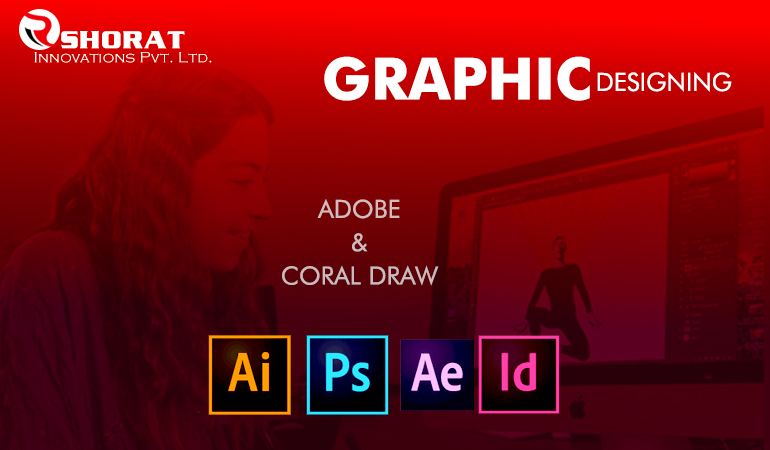 SHORAT
INNOVATIONS PVT. LTD.
GRAPHIC DESIGNING
ADOBE
&
CORAL DRAW
Ai Ps Ae Id